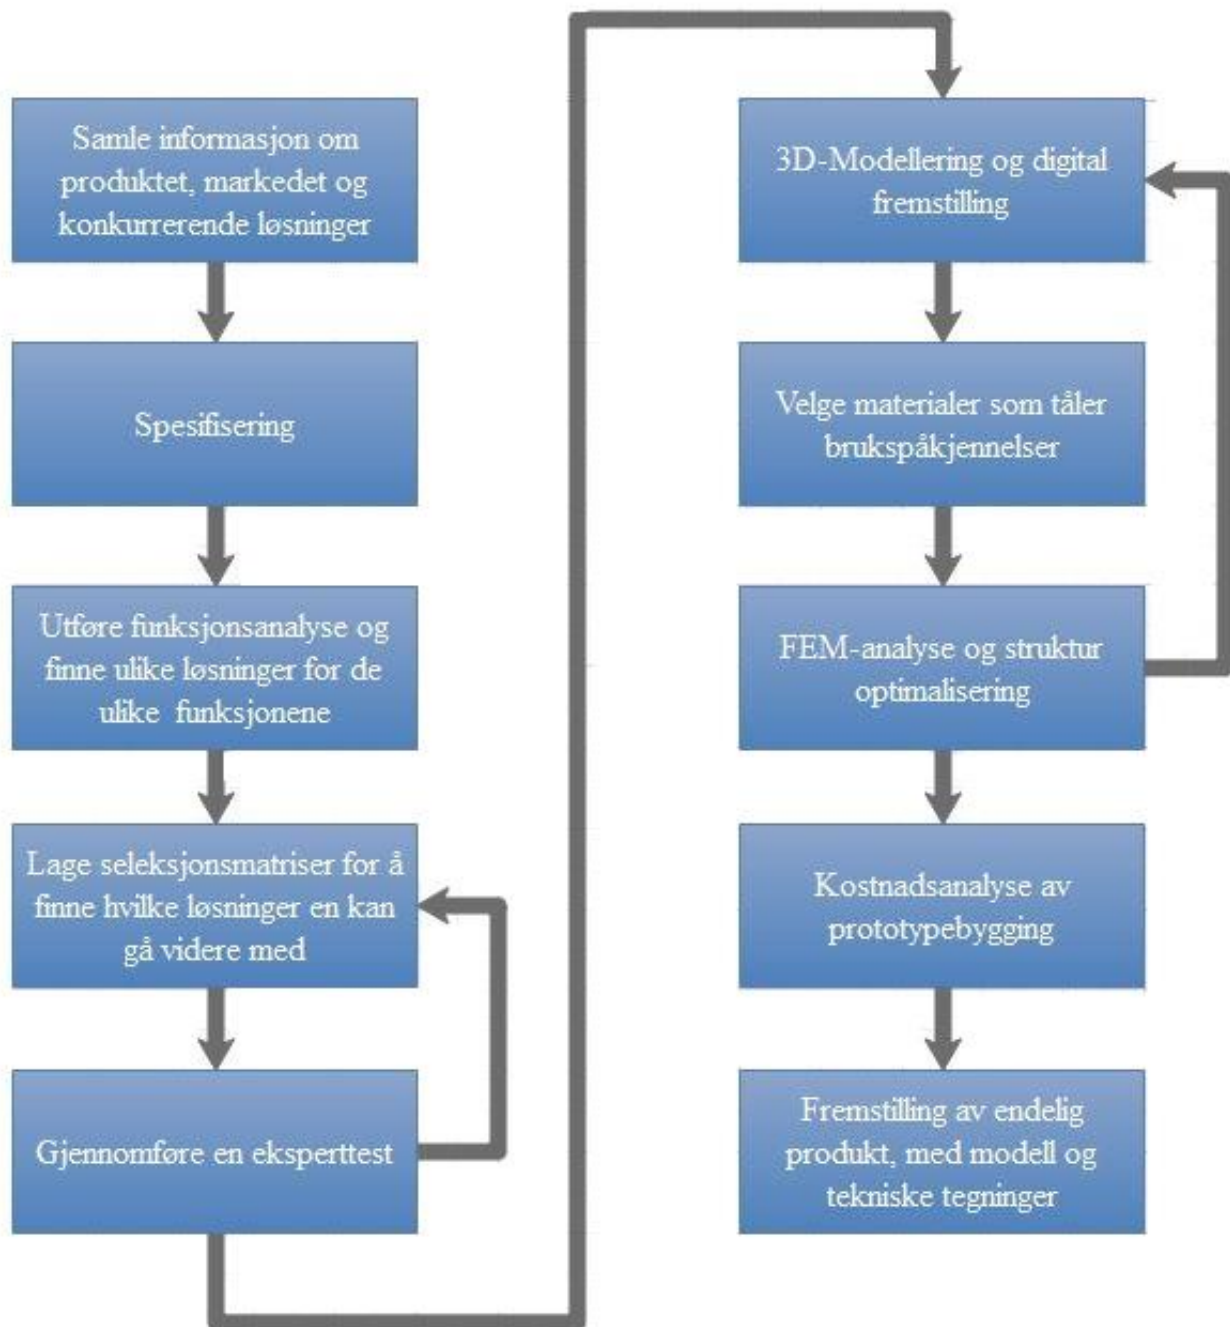 Samle informasjon om
produktet, markedet og
konkurrerende løsninger
Spesifisering
Utføre funksjonsanalyse og
finne ulike løsninger for de
ulike funksjonene
Lage seleksjonsmatriser for å
finne hvilke løsninger en kan
gå videre med
Gjennomføre en eksperttest
3D-Modellering og digital
fremstilling
Velge materialer som tåler
brukspåkjennelser
FEM-analyse og struktur
optimalisering
Kostnadsanalyse av
prototypebygging
Fremstilling av endelig
produkt, med modell og
tekniske tegninger